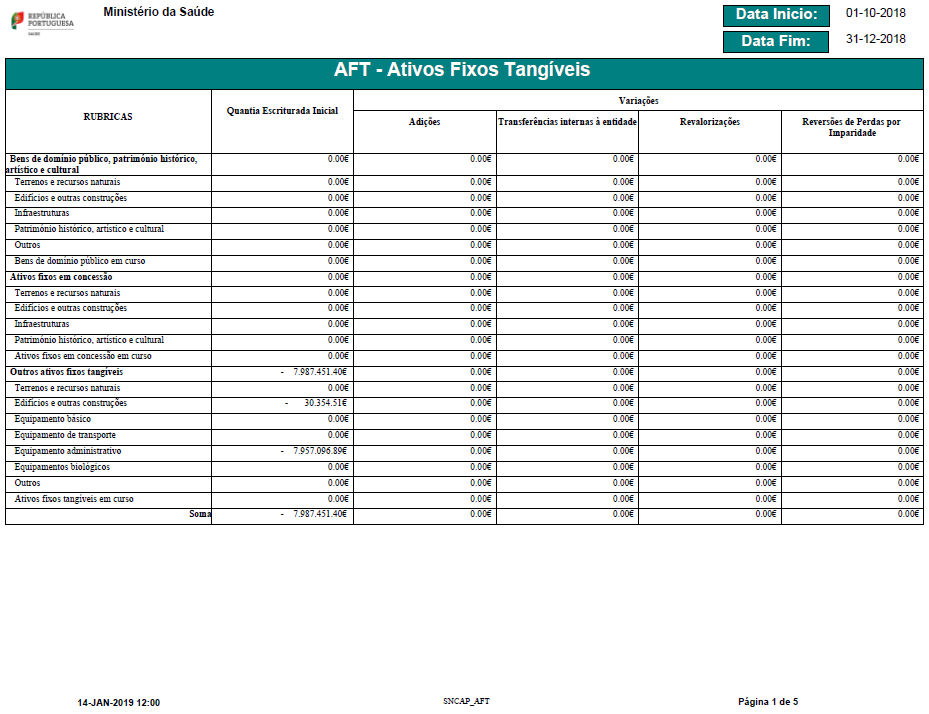 REPÚBLICA
PORTUGUESA
Ministério da Saúde
Data Inicio: 01-10-2018
Data Fim: 31-12-2018
AFT - Ativos Fixos Tangíveis
RUBRICAS Quantia Escriturada Inicial Variações
Adições Transferências internas à entidade Revalorizações Reversões de Perdas por
Imparidade
Bens de domínio público, património histórico, 0.00€ 0.00€ 0.00€ 0.00€ 0.00€
artístico e cultural
Terrenos e recursos naturais 0.00€ 0.00€ 0.00€ 0.00€ 0.00€
Edifícios e outras construções 0.00€ 0.00€ 0.00€ 0.00€ 0.00€
Infraestruturas 0.00€ 0.00€ 0.00€ 0.00€ 0.00€
Património histórico, artístico e cultural 0.00€ 0.00€ 0.00€ 0.00€ 0.00€
Outros 0.00€ 0.00€ 0.00€ 0.00€ 0.00€
Bens de domínio público em curso 0.00€ 0.00€ 0.00€ 0.00€ 0.00€
Ativos fixos em concessão 0.00€ 0.00€ 0.00€ 0.00€ 0.00€
Terrenos e recursos naturais 0.00€ 0.00€ 0.00€ 0.00€ 0.00€
Edifícios e outras construções 0.00€ 0.00€ 0.00€ 0.00€ 0.00€
Infraestruturas 0.00€ 0.00€ 0.00€ 0.00€ 0.00€
Património histórico, artístico e cultural 0.00€ 0.00€ 0.00€ 0.00€ 0.00€
Ativos fixos em concessão em curso 0.00€ 0.00€ 0.00€ 0.00€ 0.00€
Outros ativos fixos tangíveis - 7.987.451.40€ 0.00€ 0.00€ 0.00€ 0.00€
Terrenos e recursos naturais 0.00€ 0.00€ 0.00€ 0.00€ 0.00€
Edifícios e outras construções - 30.354.51€ 0.00€ 0.00€ 0.00€ 0.00€
Equipamento básico 0.00€ 0.00€ 0.00€ 0.00€ 0.00€
Equipamento de transporte 0.00€ 0.00€ 0.00€ 0.00€ 0.00€
Equipamento administrativo - 7.957.096.89€ 0.00€ 0.00€ 0.00€ 0.00€
Equipamentos biológicos 0.00€ 0.00€ 0.00€ 0.00€ 0.00€
Outros 0.00€ 0.00€ 0.00€ 0.00€ 0.00€
Ativos fixos tangíveis em curso 0.00€ 0.00€ 0.00€ 0.00€ 0.00€
Soma - 7.987.451.40€ 0.00€ 0.00€ 0.00€ 0.00€
14-JAN-2019 12:00 SNCAP_AFT Página 1 de 5